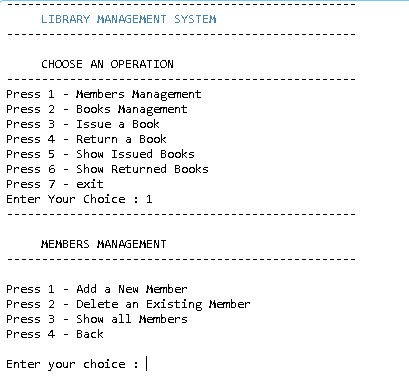 --------------------------------------------------
LIBRARY MANAGEMENT SYSTEM
--------------------------------------------------
CHOOSE AN OPERATION
--------------------------------------------------
Press 1 - Members Management
Press 2 - Books Management
Press 3 - Issue a Book
Press 4 - Return a Book
Press 5 - Show Issued Books
Press 6 - Show Returned Books
Press 7 - exit
Enter Your Choice : 1
--------------------------------------------------
MEMBERS MANAGEMENT
--------------------------------------------------
Press 1 - Add a New Member
Press 2 - Delete an Existing Member
Press 3 - Show all Members
Press 4 - Back
Enter your choice :